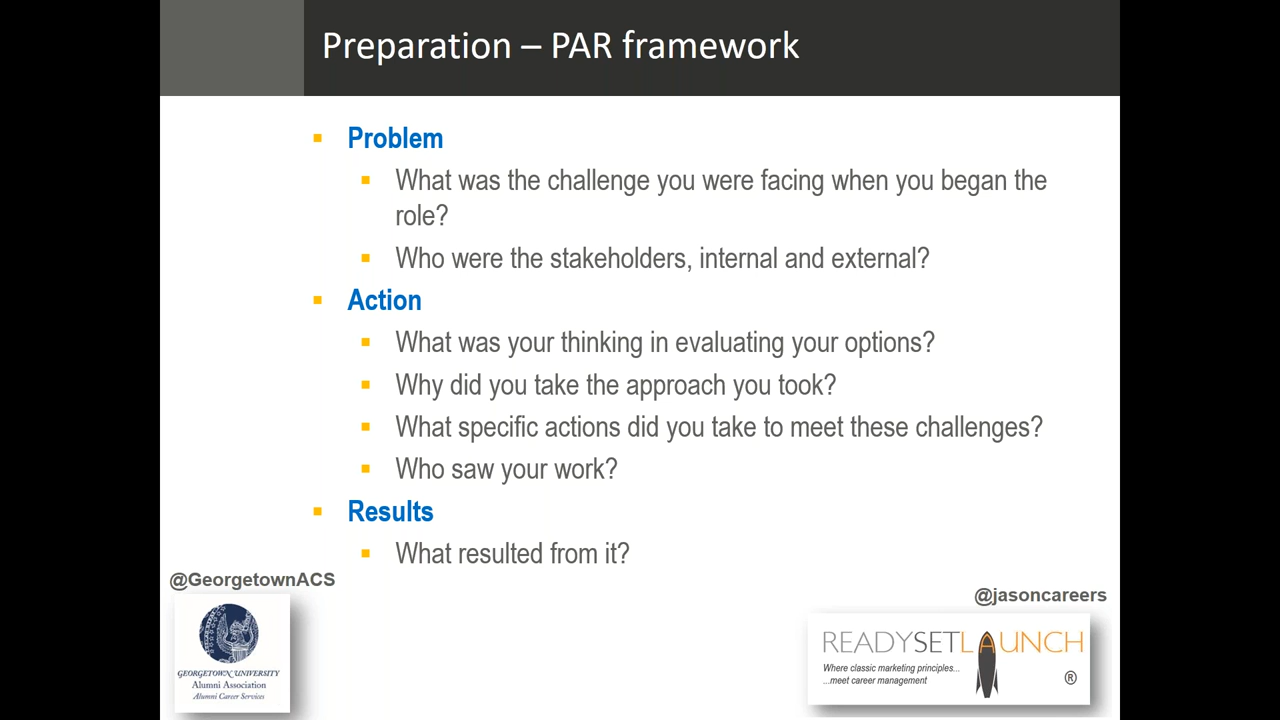 Preparation – PAR framework
Problem
What was the challenge you were facing when you began the
role?
Who were the stakeholders, internal and external?
Action
What was your thinking in evaluating your options?
Why did you take the approach you took?
What specific actions did you take to meet these challenges?
Who saw your work?
Results
What resulted from it?
@GeorgetownACS
GEORGETOWN UNIVERSITY
Alumni Association
Alumni Career Services
@jasoncareers
READYSETLAUNCH
Where classic marketing principles...
...meet career management
®